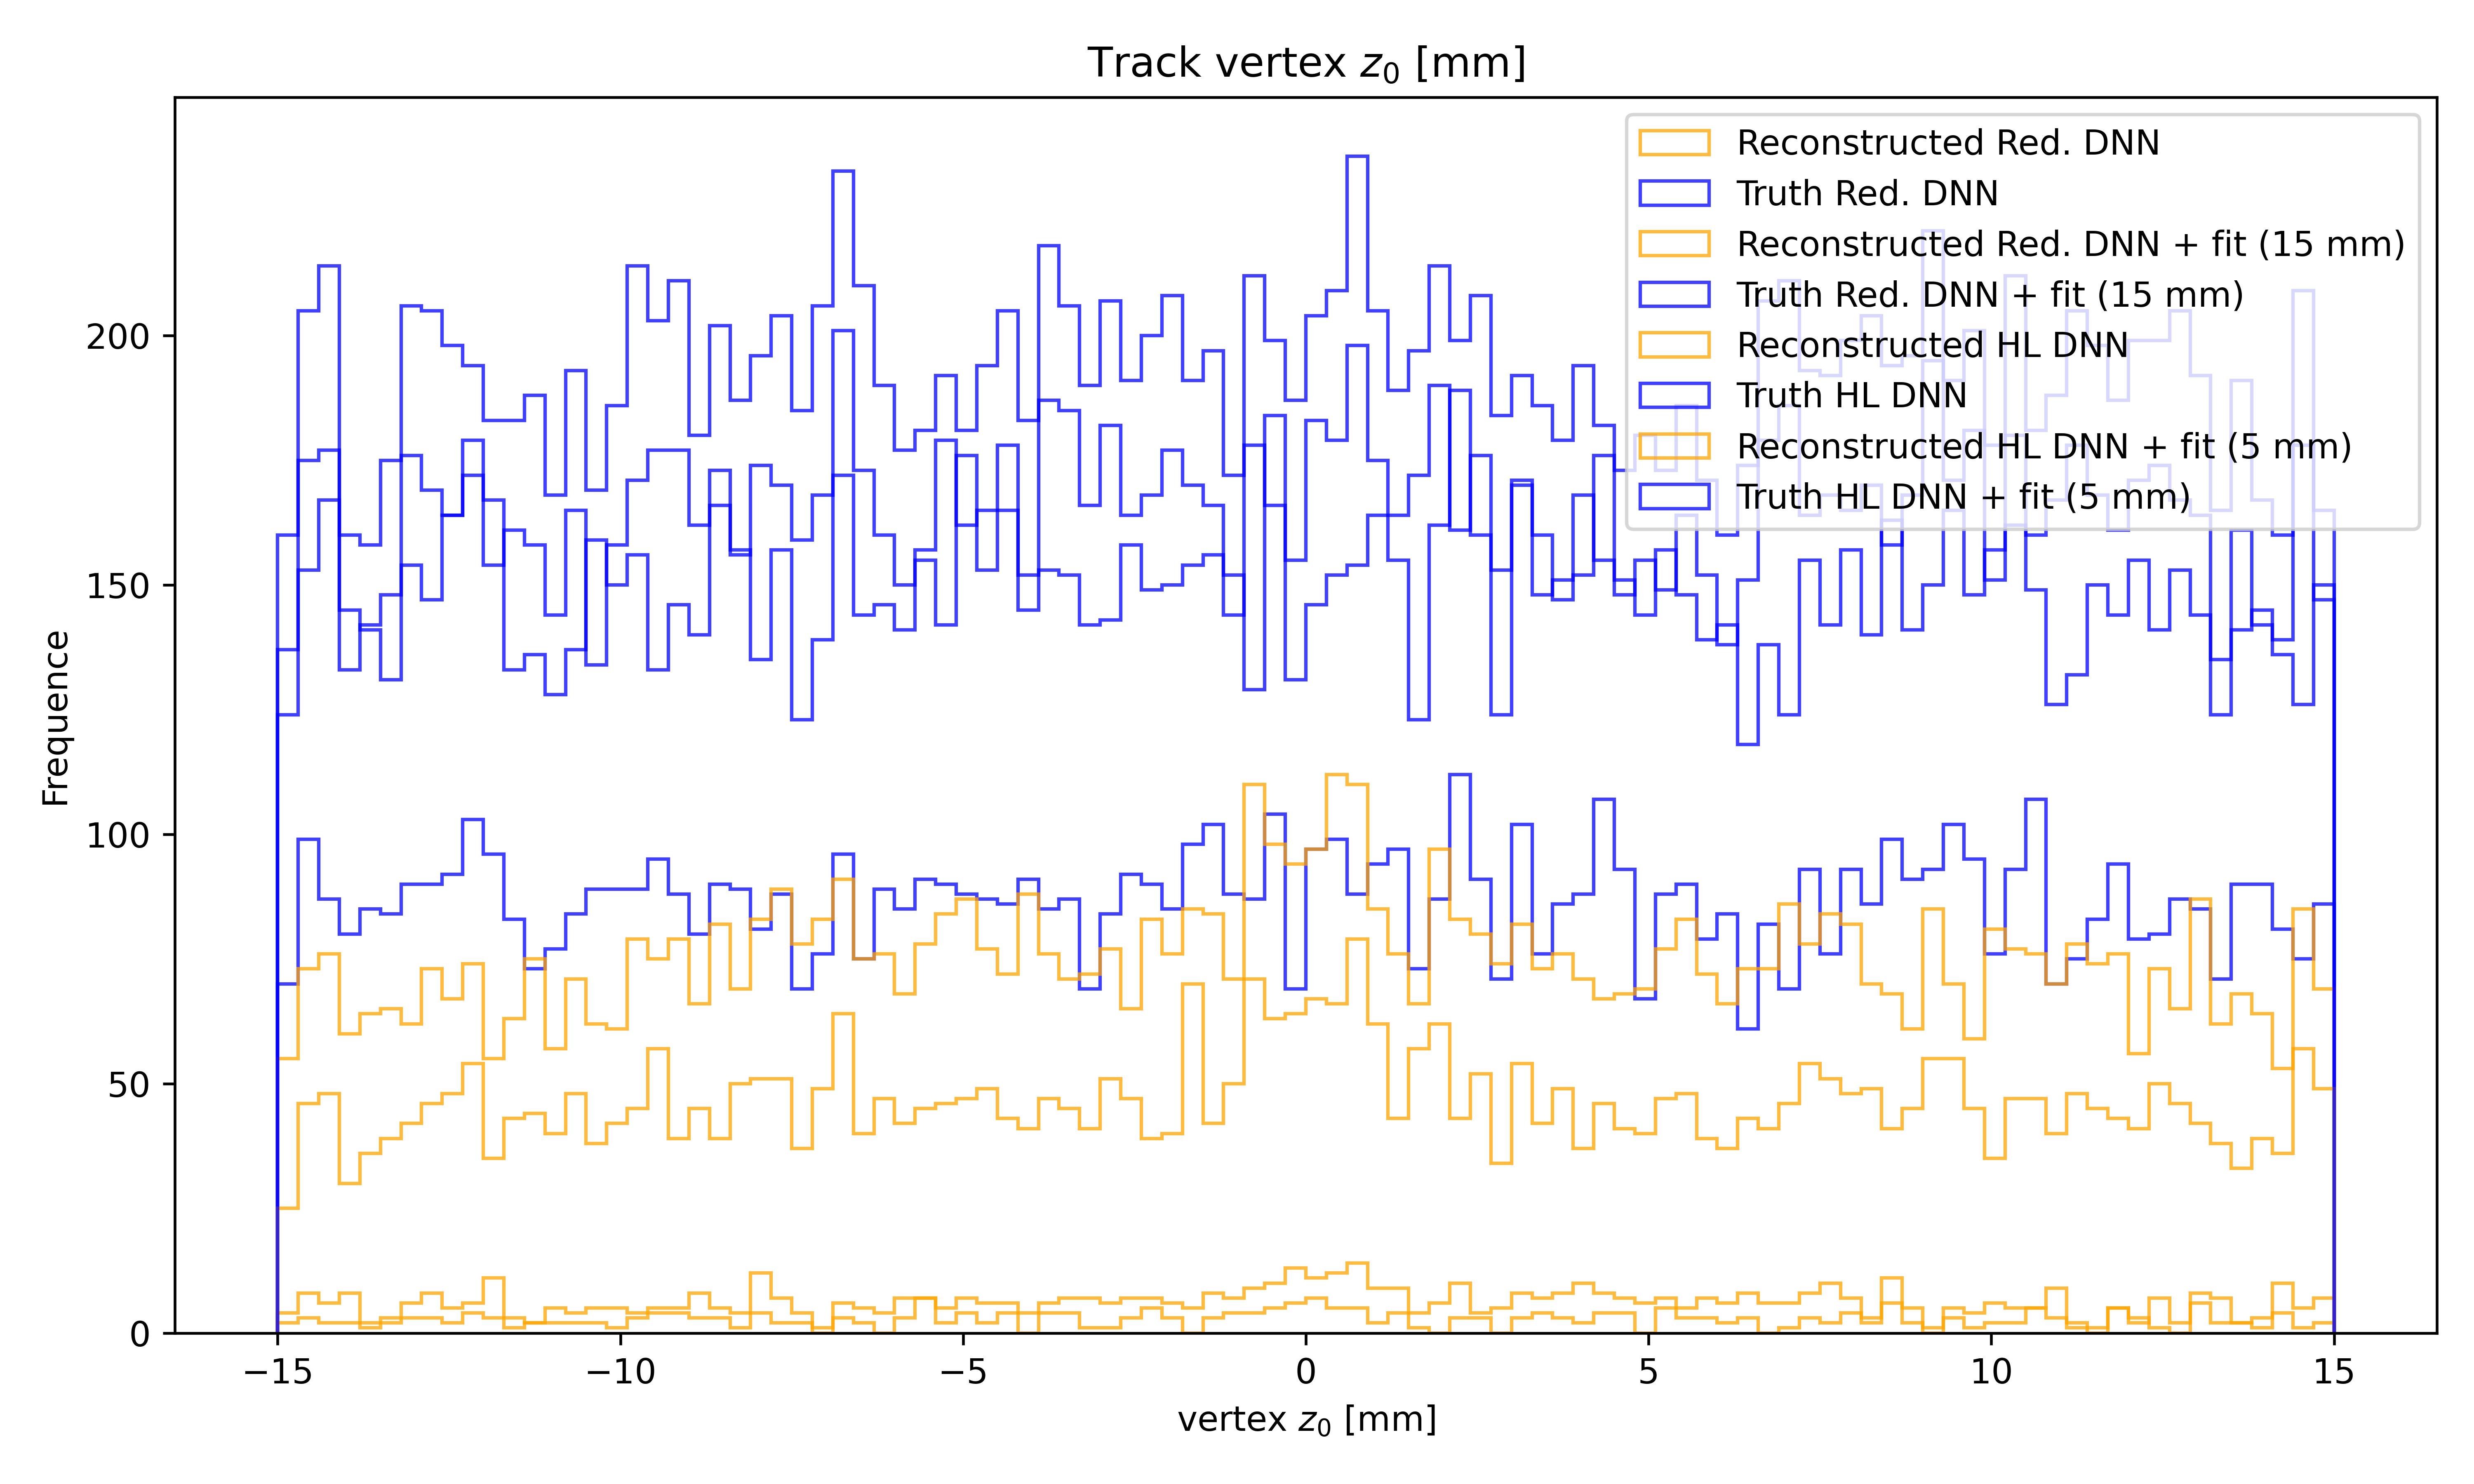 Track vertex z₀ [mm]
Reconstructed Red. DNN
Truth Red. DNN
Reconstructed Red. DNN + fit (15 mm)
Truth Red. DNN + fit (15 mm)
Reconstructed HL DNN
Truth HL DNN
Reconstructed HL DNN + fit (5 mm)
Truth HL DNN + fit (5 mm)
Frequence
200
150
100
50
0
−15 −10 −5 0 5 10 15
vertex z₀ [mm]